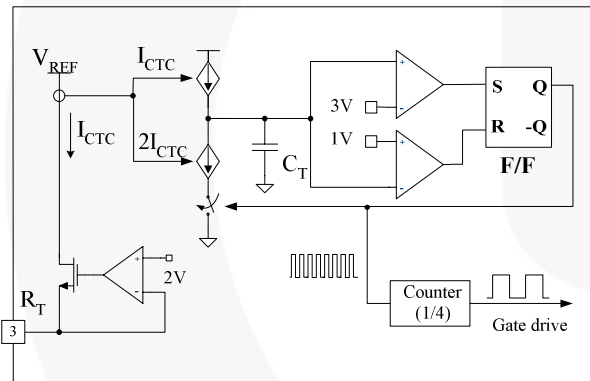 VREF
ICTC
ICTC
2ICTC
CT
3V
1V
+
-
+
-
S Q
R -Q
F/F
RT
+
-
2V
3
Counter
(1/4)
Gate drive